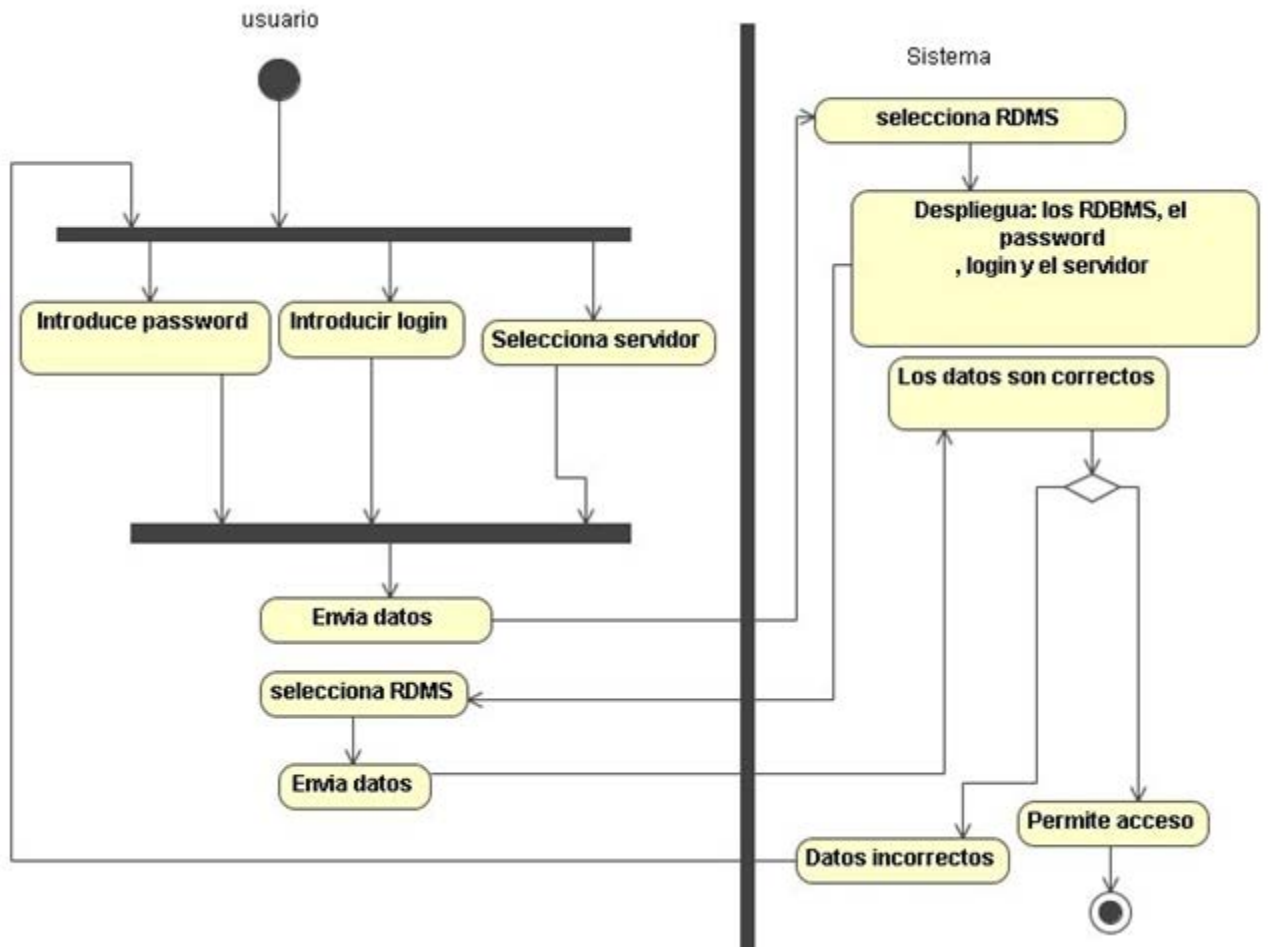 usuario
Sistema
selecciona RDMS
Despliegua: los RDBMS, el
password
, login y el servidor
Introduce password
Introducir login
Selecciona servidor
Los datos son correctos
Envia datos
selecciona RDMS
Envia datos
Permite acceso
Datos incorrectos